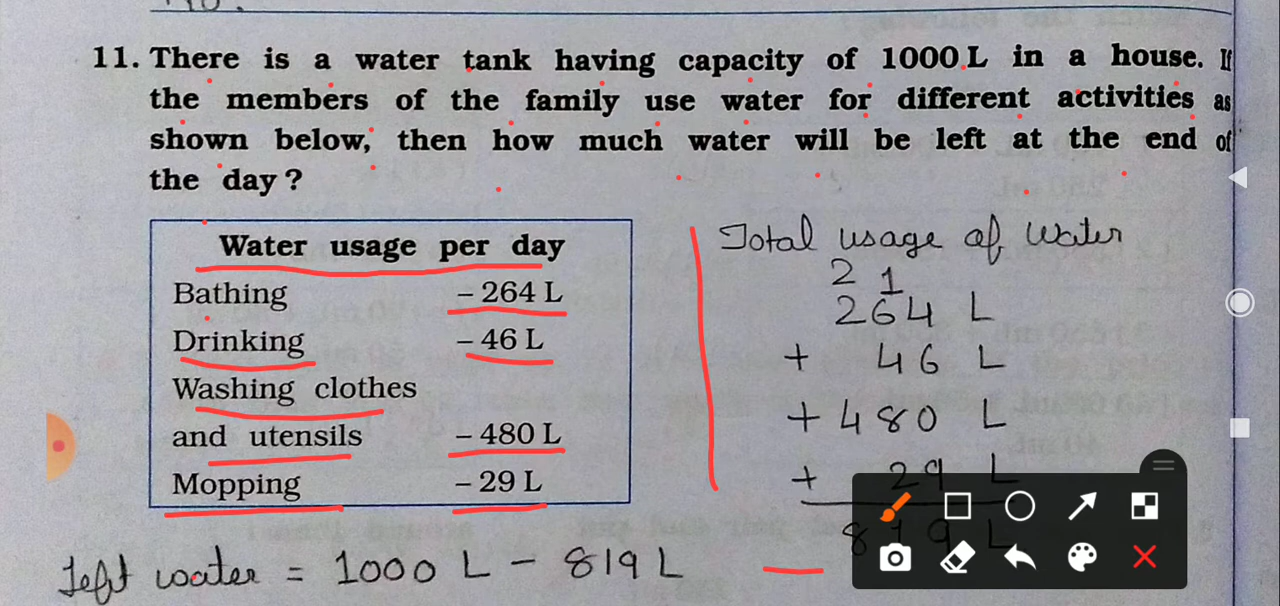 11. There is a water tank having capacity of 1000 L in a house. If
the members of the family use water for different activities as
shown below, then how much water will be left at the end of
the day ?
Water usage per day
Bathing – 264 L
Drinking – 46 L
Washing clothes
and utensils – 480 L
Mopping – 29 L
Total usage of water
2 1
264 L
+ 46 L
+ 480 L
+ 29 L
819 L
Left water = 1000 L - 819 L